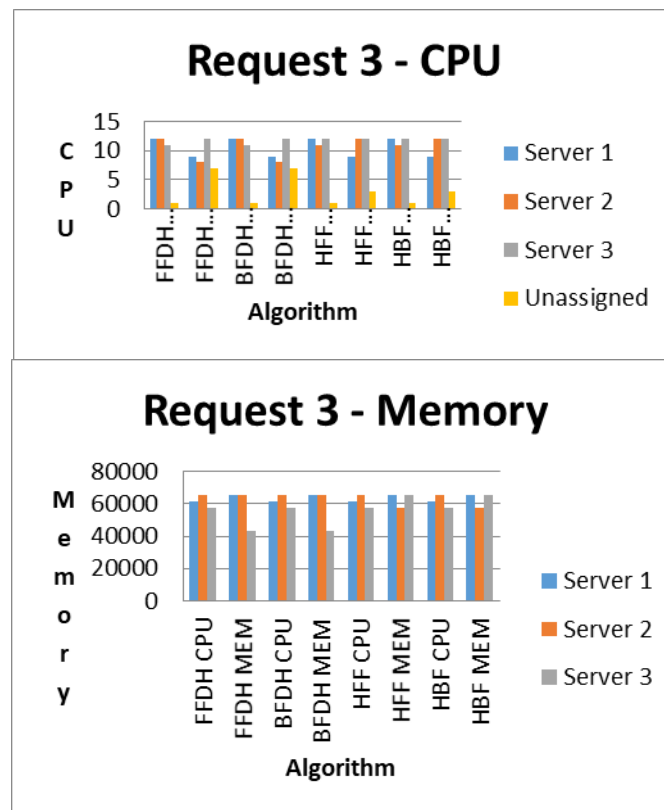 Request 3 - CPU
CPU
15
10
5
0
FFDH...
FFDH...
BFDH...
BFDH...
HFF...
HFF...
HBF...
HBF...
Algorithm
Server 1
Server 2
Server 3
Unassigned
Request 3 - Memory
Memory
80000
60000
40000
20000
0
FFDH CPU
FFDH MEM
BFDH CPU
BFDH MEM
HFF CPU
HFF MEM
HBF CPU
HBF MEM
Algorithm
Server 1
Server 2
Server 3